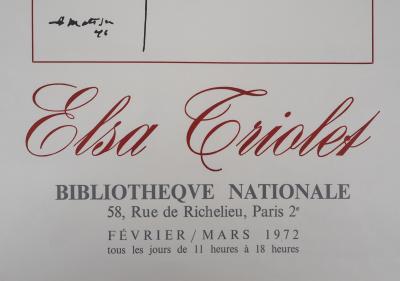 H Matisse
46
Elsa Triolet
BIBLIOTHEQVE NATIONALE
58, Rue de Richelieu, Paris 2e
FÉVRIER/MARS 1972
tous les jours de 11 heures à 18 heures